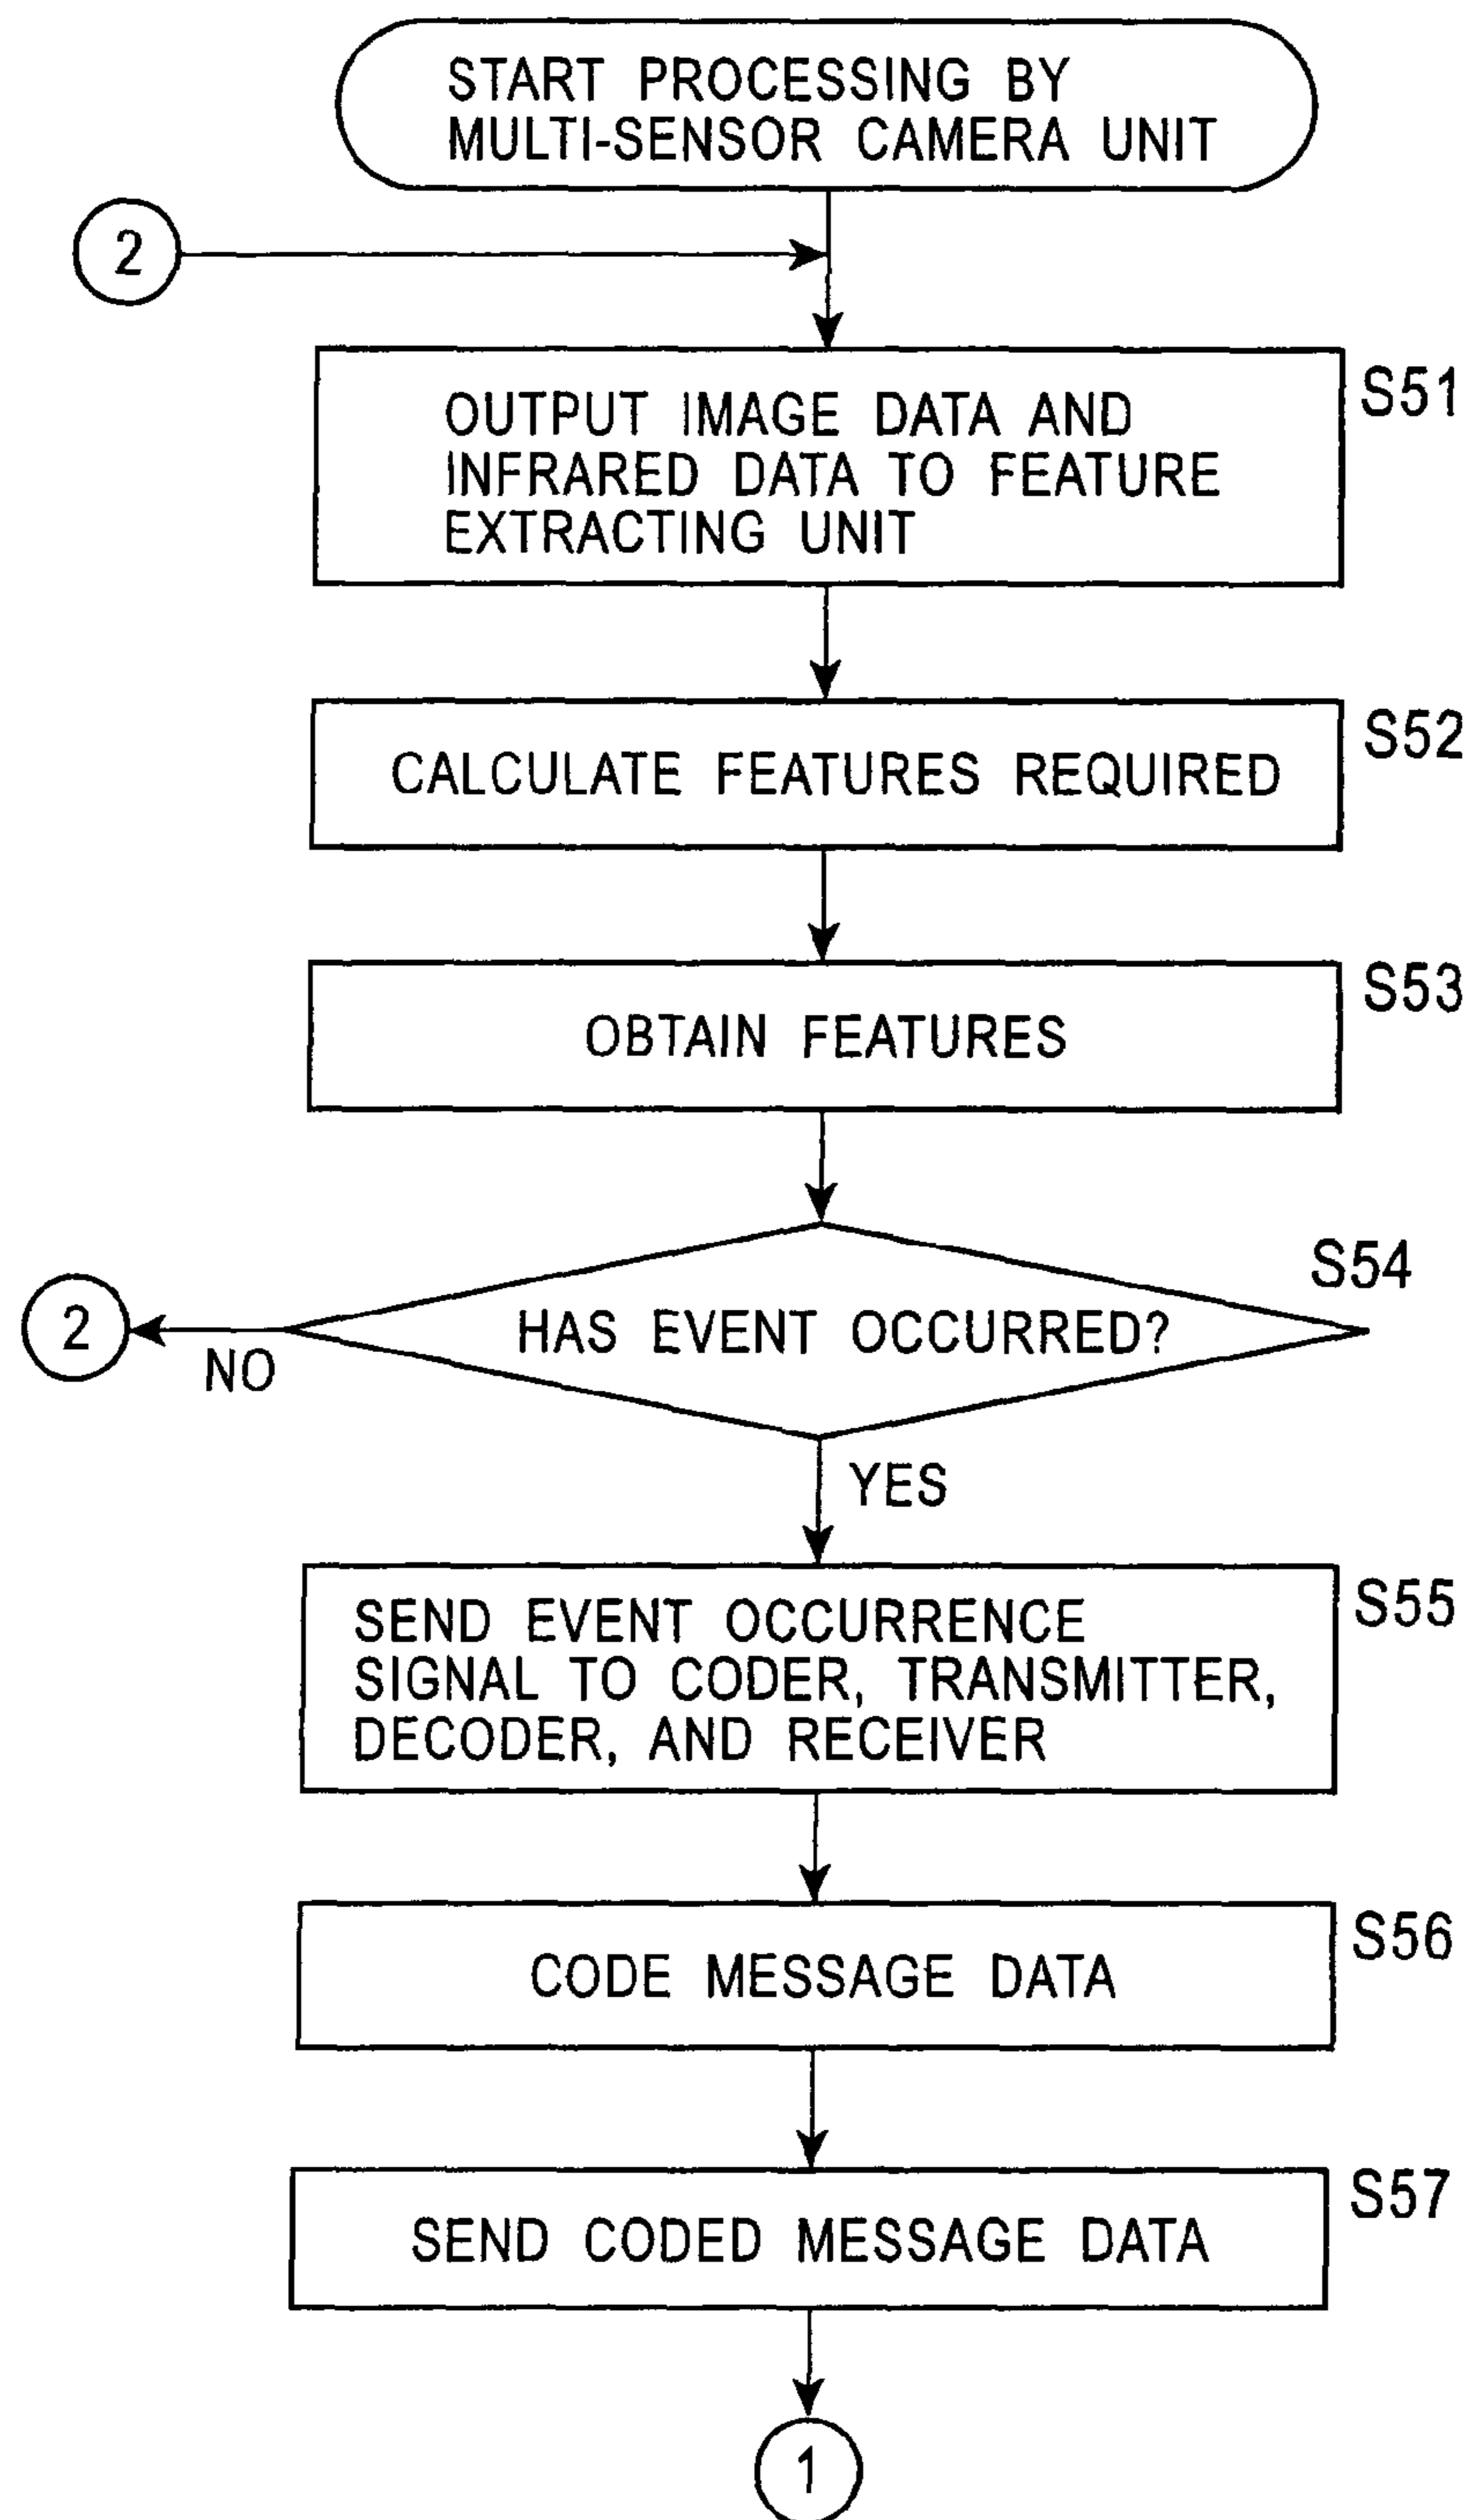 START PROCESSING BY
MULTI-SENSOR CAMERA UNIT
2
OUTPUT IMAGE DATA AND
INFRARED DATA TO FEATURE
EXTRACTING UNIT
S51
CALCULATE FEATURES REQUIRED
S52
OBTAIN FEATURES
S53
HAS EVENT OCCURRED?
S54
2
NO
YES
SEND EVENT OCCURRENCE
SIGNAL TO CODER, TRANSMITTER,
DECODER, AND RECEIVER
S55
CODE MESSAGE DATA
S56
SEND CODED MESSAGE DATA
S57
1